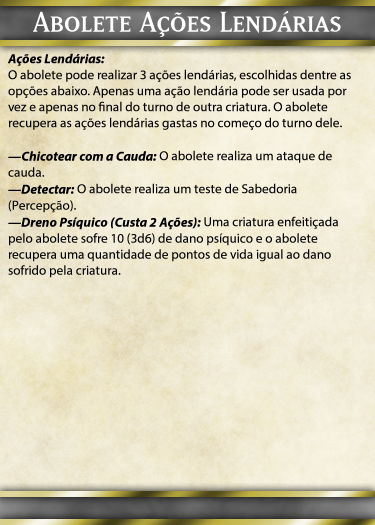 Abolete Ações Lendárias
Ações Lendárias:
O abolete pode realizar 3 ações lendárias, escolhidas dentre as
opções abaixo. Apenas uma ação lendária pode ser usada por
vez e apenas no final do turno de outra criatura. O abolete
recupera as ações lendárias gastas no começo do turno dele.
—Chicotear com a Cauda: O abolete realiza um ataque de
cauda.
—Detectar: O abolete realiza um teste de Sabedoria
(Percepção).
—Dreno Psíquico (Custa 2 Ações): Uma criatura enfeitiçada
pelo abolete sofre 10 (3d6) de dano psíquico e o abolete
recupera uma quantidade de pontos de vida igual ao dano
sofrido pela criatura.